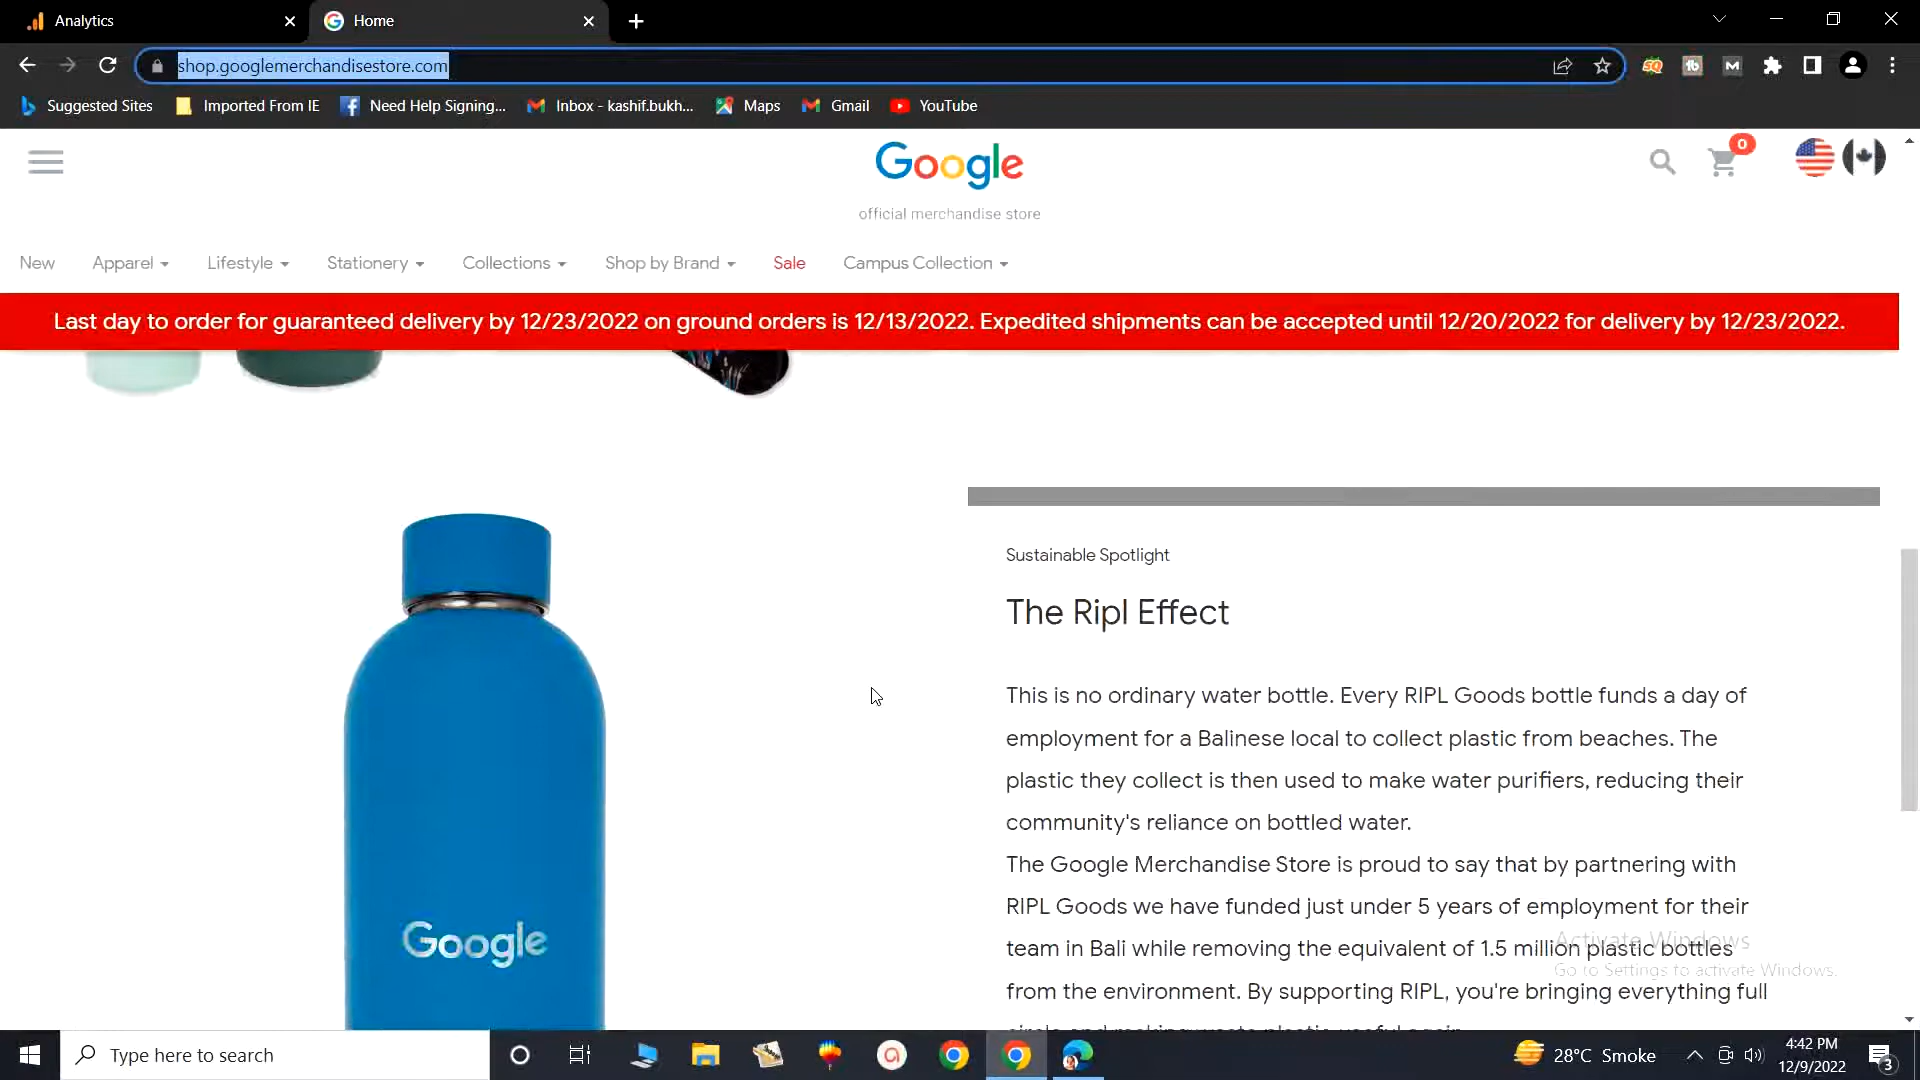 Analytics
Home
shop.googlemerchandisestore.com
Suggested Sites
Imported From IE
Need Help Signing...
Inbox - kashif.bukh...
Maps
Gmail
YouTube
Google
official merchandise store
0
New
Apparel
Lifestyle
Stationery
Collections
Shop by Brand
Sale
Campus Collection
Last day to order for guaranteed delivery by 12/23/2022 on ground orders is 12/13/2022. Expedited shipments can be accepted until 12/20/2022 for delivery by 12/23/2022.
Sustainable Spotlight
The Ripl Effect
This is no ordinary water bottle. Every RIPL Goods bottle funds a day of
employment for a Balinese local to collect plastic from beaches. The
plastic they collect is then used to make water purifiers, reducing their
community's reliance on bottled water.
The Google Merchandise Store is proud to say that by partnering with
RIPL Goods we have funded just under 5 years of employment for their
team in Bali while removing the equivalent of 1.5 million plastic bottles
from the environment. By supporting RIPL, you're bringing everything full
Google
Activate Windows
Go to Settings to activate Windows.
Type here to search
28°C Smoke
4:42 PM
12/9/2022
3